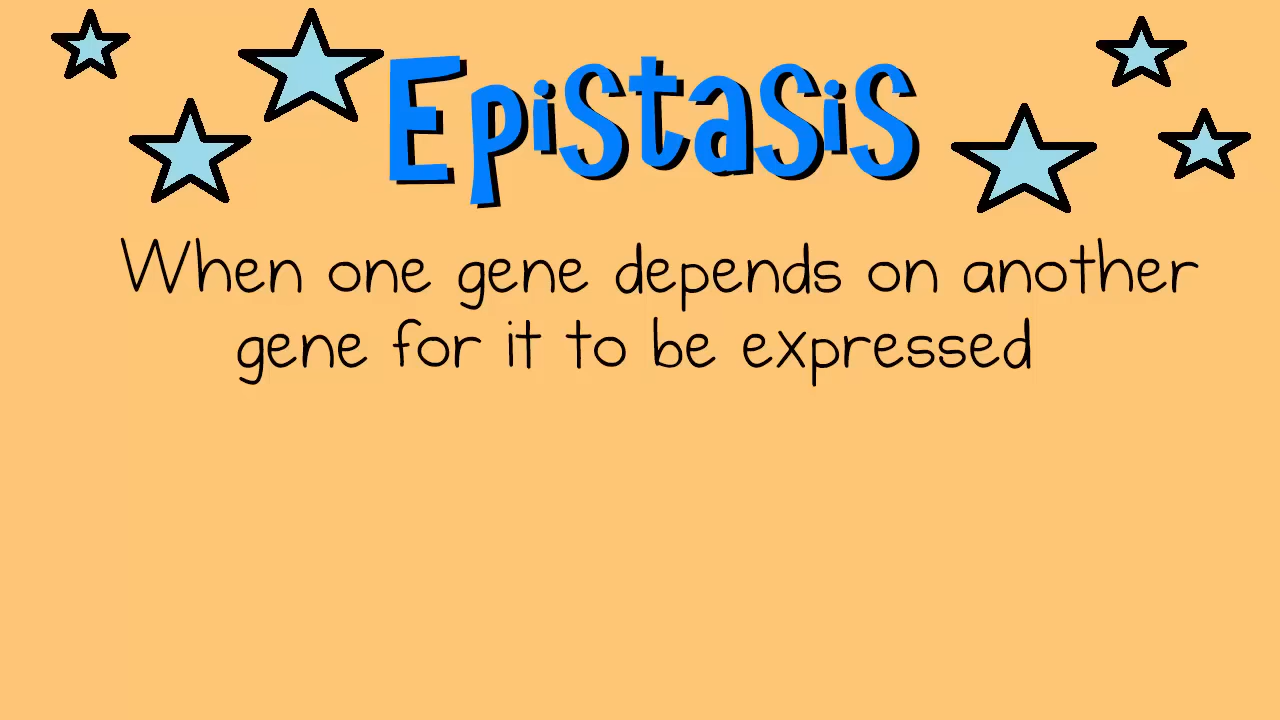 Epistasis
When one gene depends on another
gene for it to be expressed